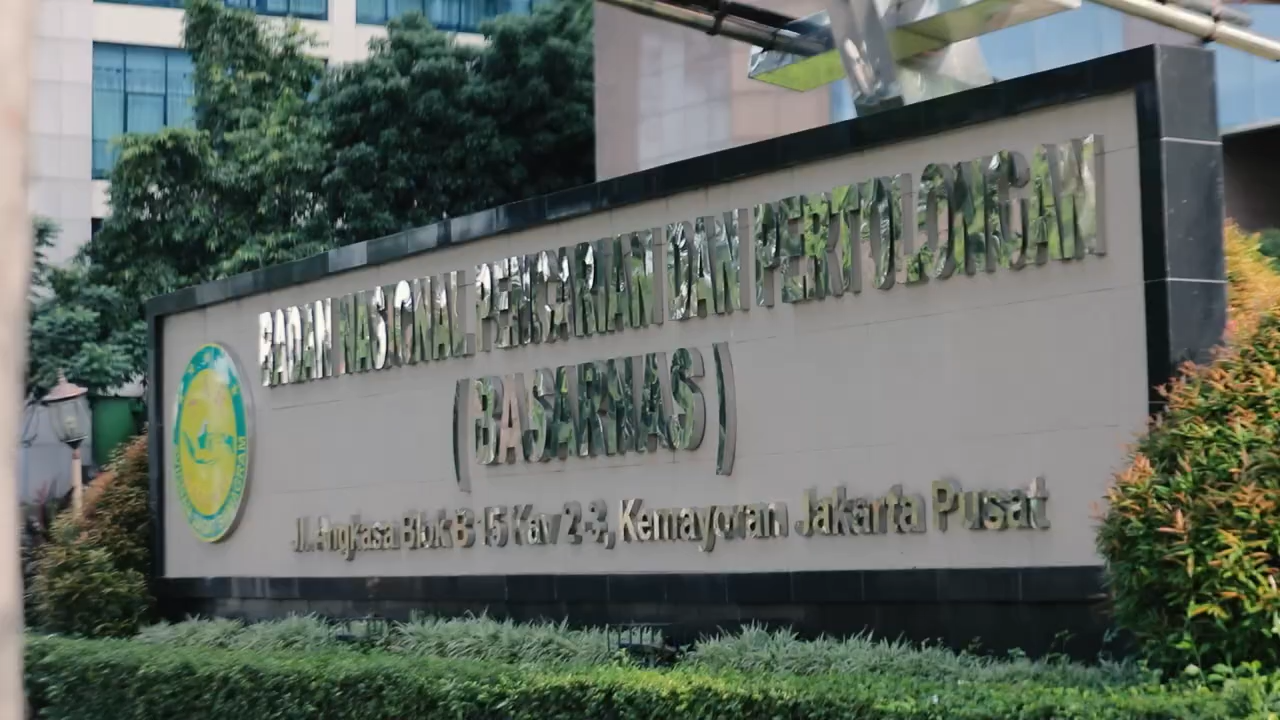 BADAN NASIONAL PENCARIAN DAN PERTOLONGAN
(BASARNAS)
Jl. Angkasa Blok B 15 Kav 2-3, Kemayoran, Jakarta Pusat